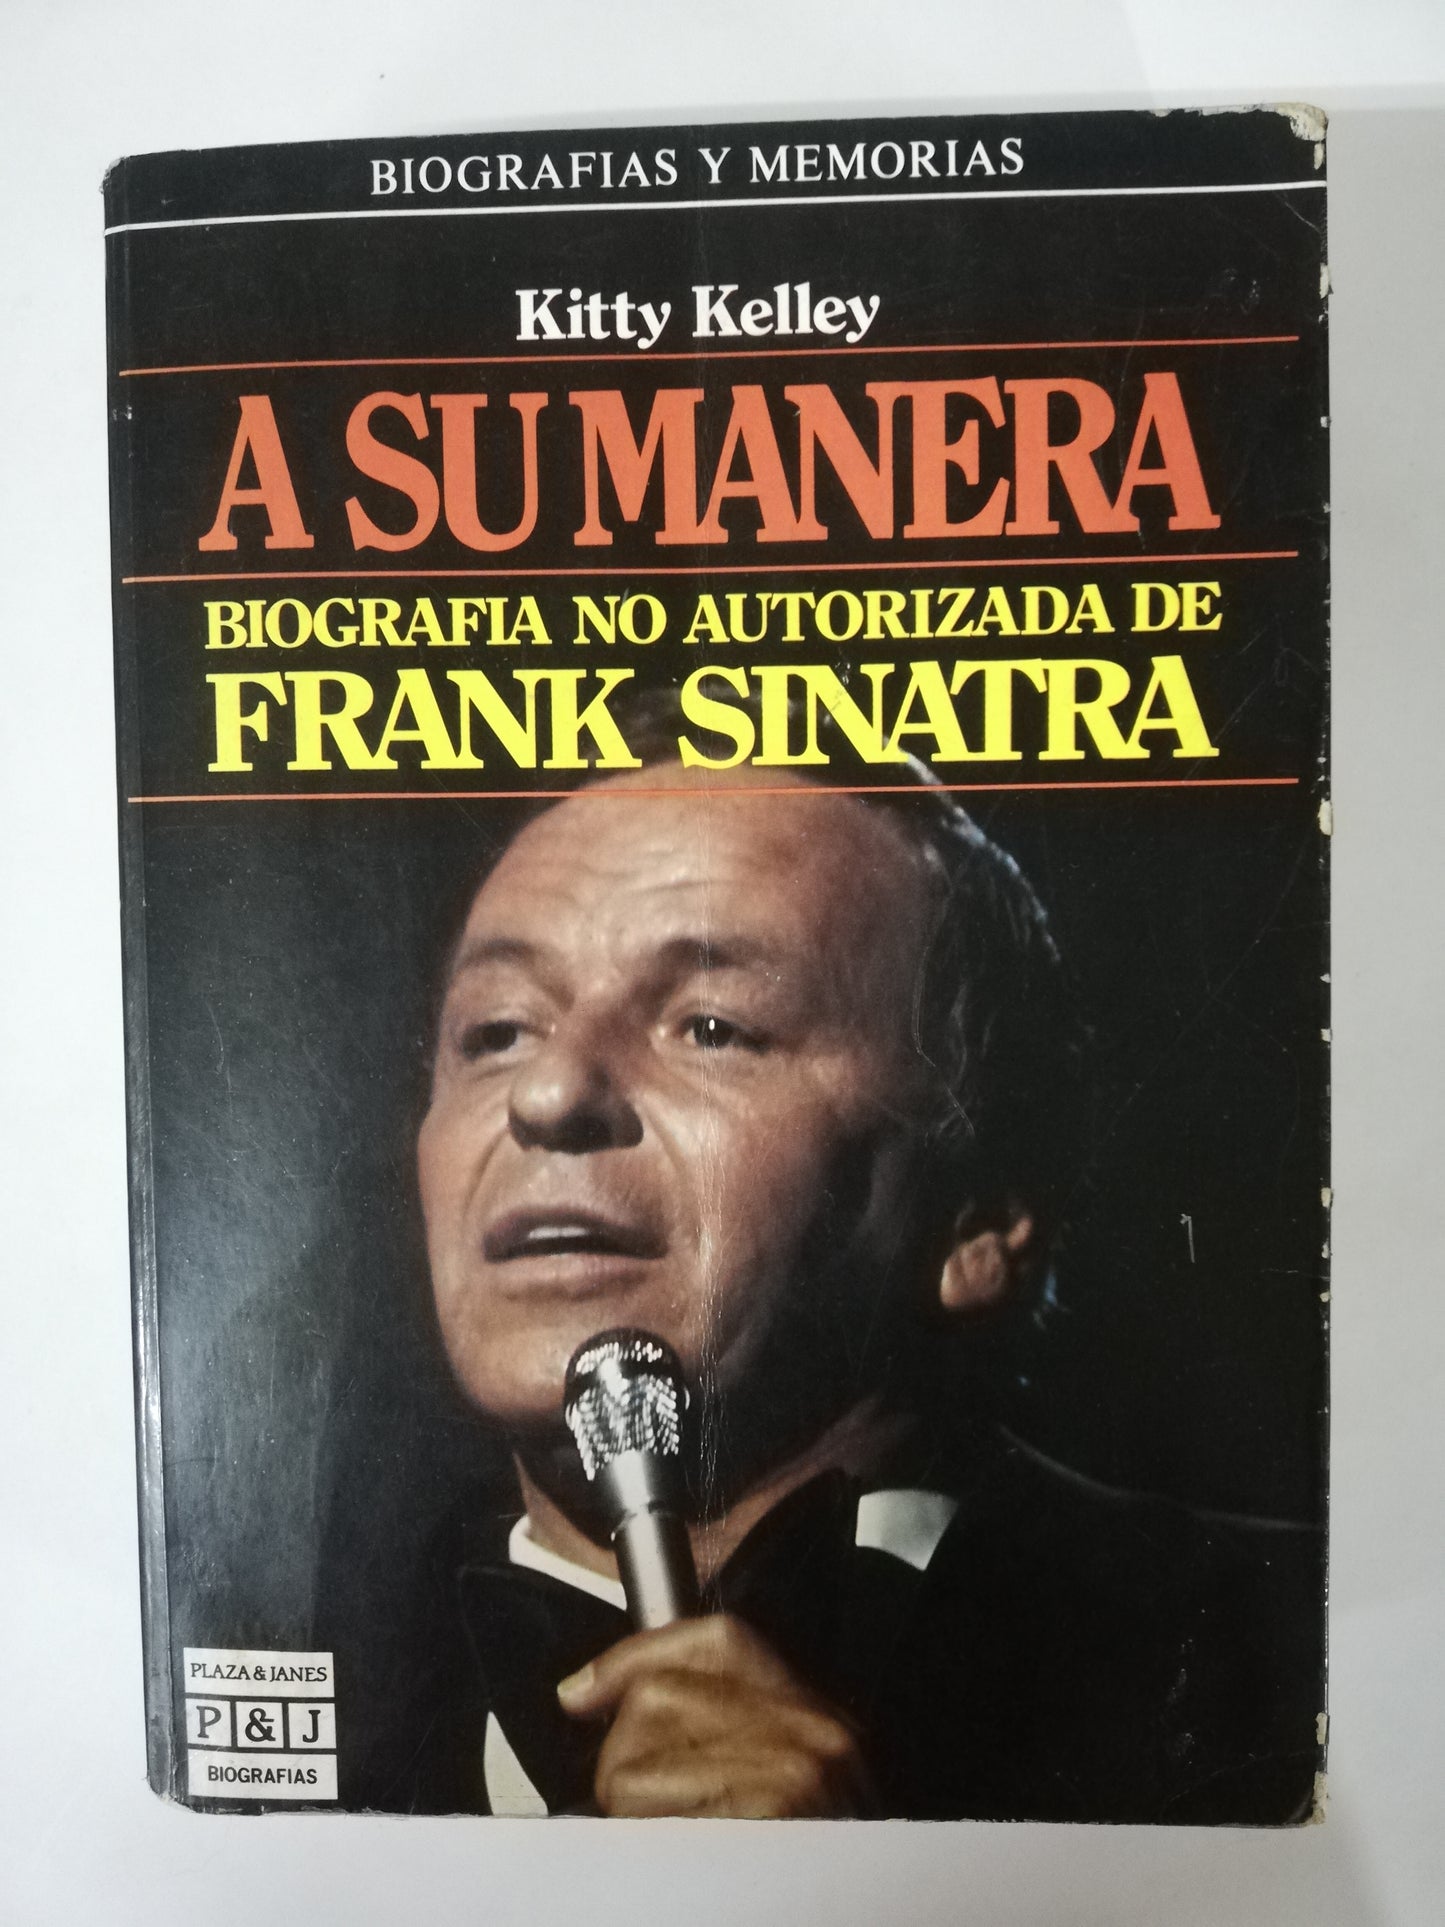 BIOGRAFIAS Y MEMORIAS
Kitty Kelley
A SU MANERA
BIOGRAFIA NO AUTORIZADA DE
FRANK SINATRA
PLAZA & JANES
P & J
BIOGRAFIAS